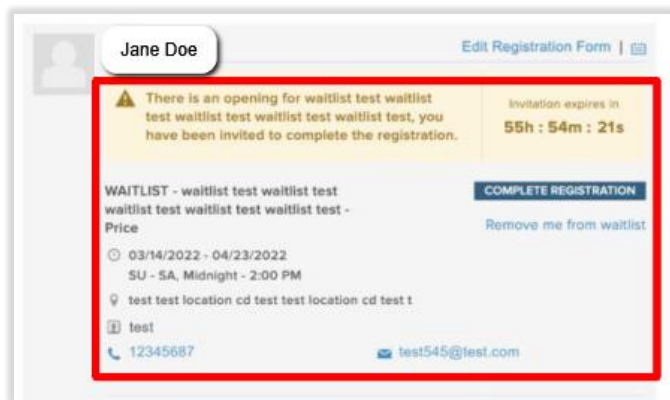 Jane Doe
Edit Registration Form |
There is an opening for waitlist test waitlist
test waitlist test waitlist test waitlist test, you
have been invited to complete the registration.
Invitation expires in
55h : 54m : 21s
WAITLIST - waitlist test waitlist test
waitlist test waitlist test waitlist test -
Price
COMPLETE REGISTRATION
Remove me from waitlist
03/14/2022 - 04/23/2022
SU - SA, Midnight - 2:00 PM
test test location cd test test location cd test t
test
12345687
test545@test.com